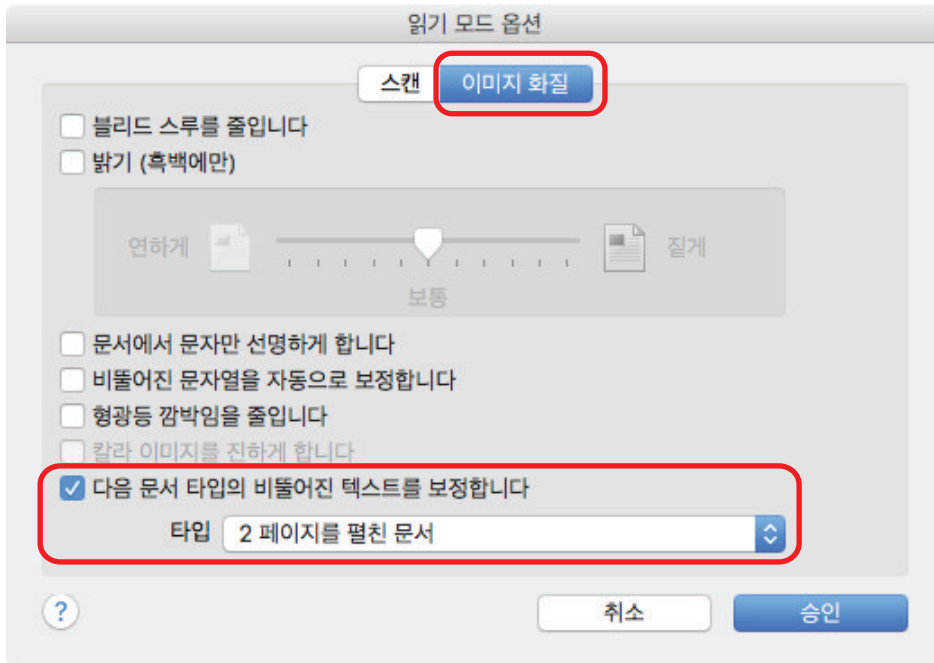 읽기 모드 옵션
스캔 이미지 화질
블리드 스루를 줄입니다
밝기 (흑백에만)
연하게 짙게
보통
문서에서 문자만 선명하게 합니다
비뚤어진 문자열을 자동으로 보정합니다
형광등 깜박임을 줄입니다
칼라 이미지를 진하게 합니다
다음 문서 타입의 비뚤어진 텍스트를 보정합니다
타입 2 페이지를 펼친 문서
? 취소 승인